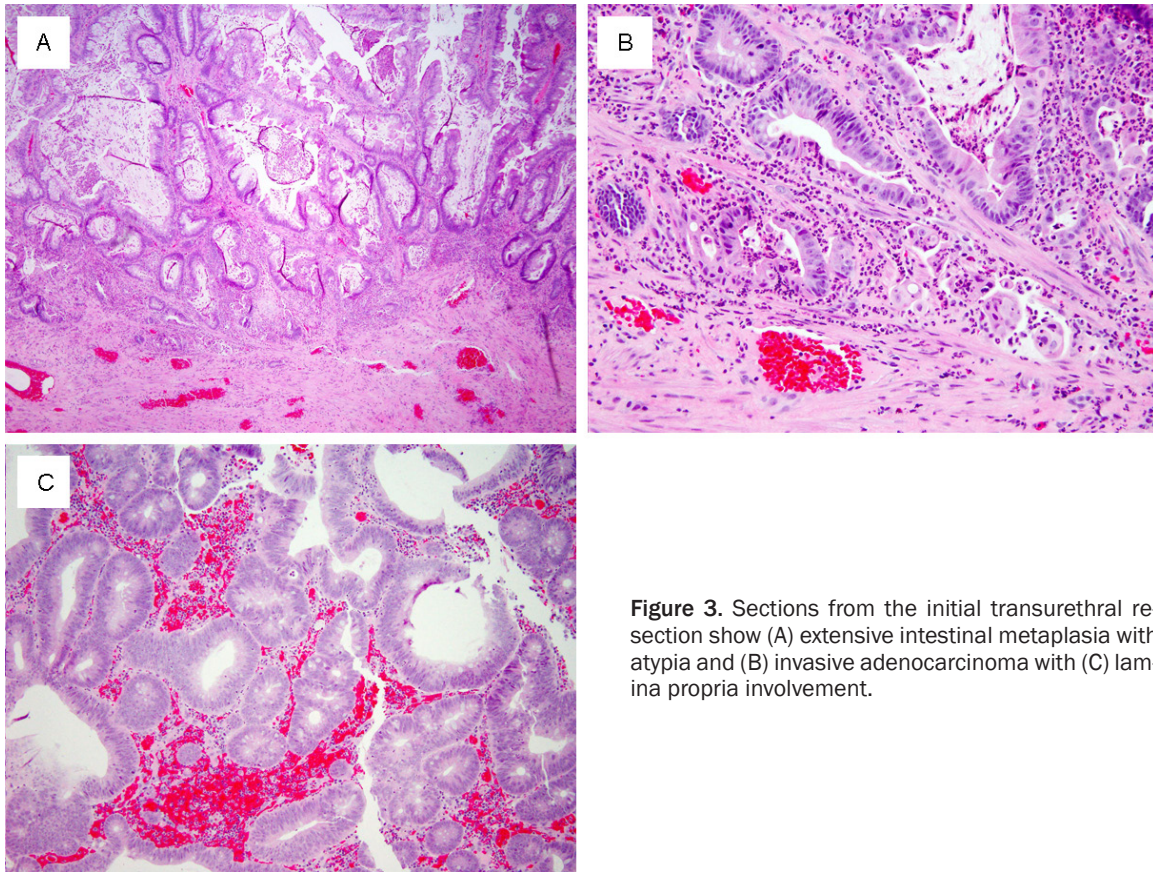 A
B
C
Figure 3. Sections from the initial transurethral re-
section show (A) extensive intestinal metaplasia with
atypia and (B) invasive adenocarcinoma with (C) lam-
ina propria involvement.